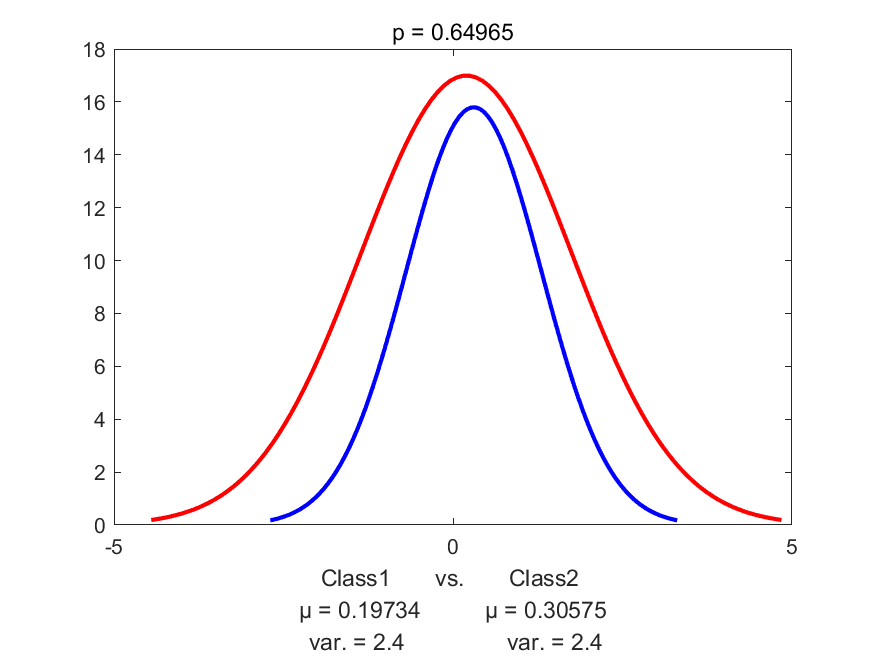 p = 0.64965
18
16
14
12
10
8
6
4
2
0
-5 0 5
Class1 vs. Class2
μ = 0.19734 μ = 0.30575
var. = 2.4 var. = 2.4